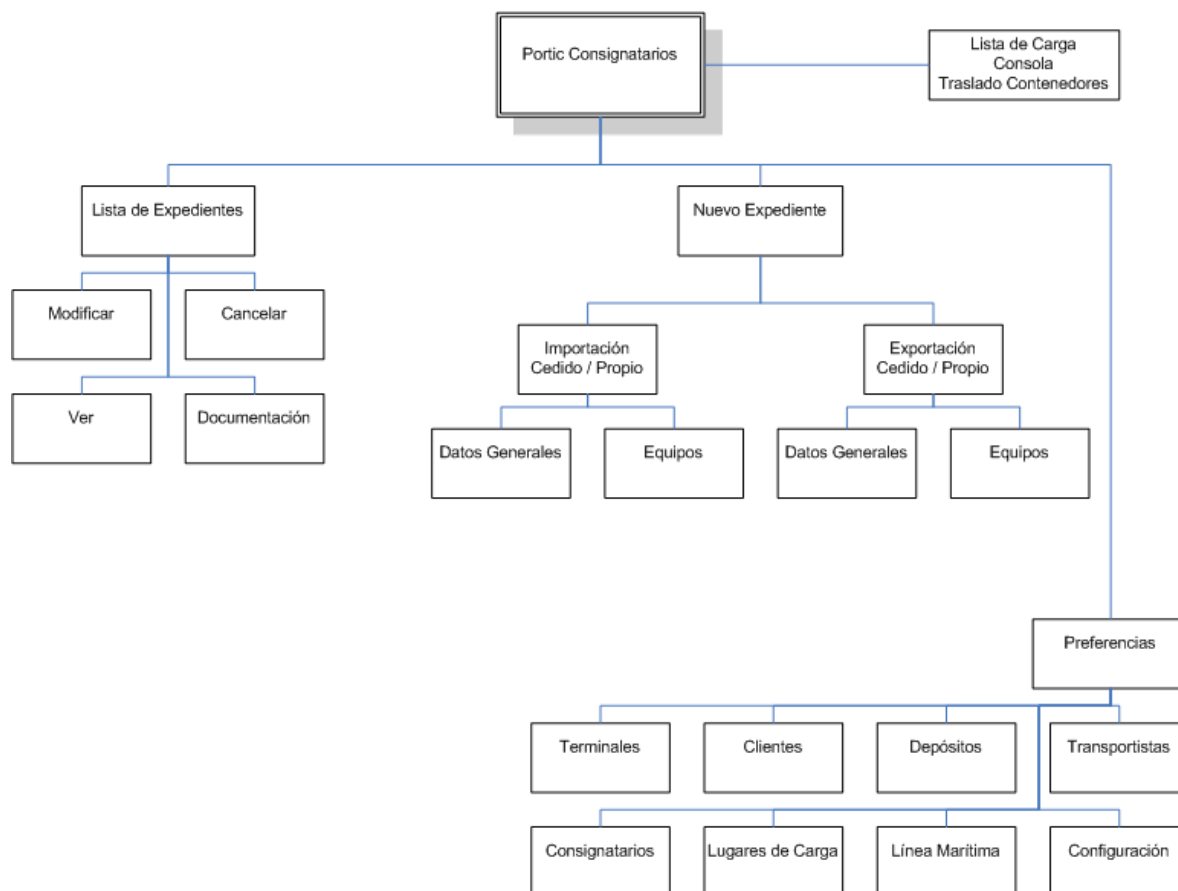 Portic Consignatarios
Lista de Carga
Consola
Traslado Contenedores
Lista de Expedientes
Nuevo Expediente
Modificar
Cancelar
Importación
Cedido / Propio
Exportación
Cedido / Propio
Ver
Documentación
Datos Generales
Equipos
Datos Generales
Equipos
Preferencias
Terminales
Clientes
Depósitos
Transportistas
Consignatarios
Lugares de Carga
Línea Marítima
Configuración